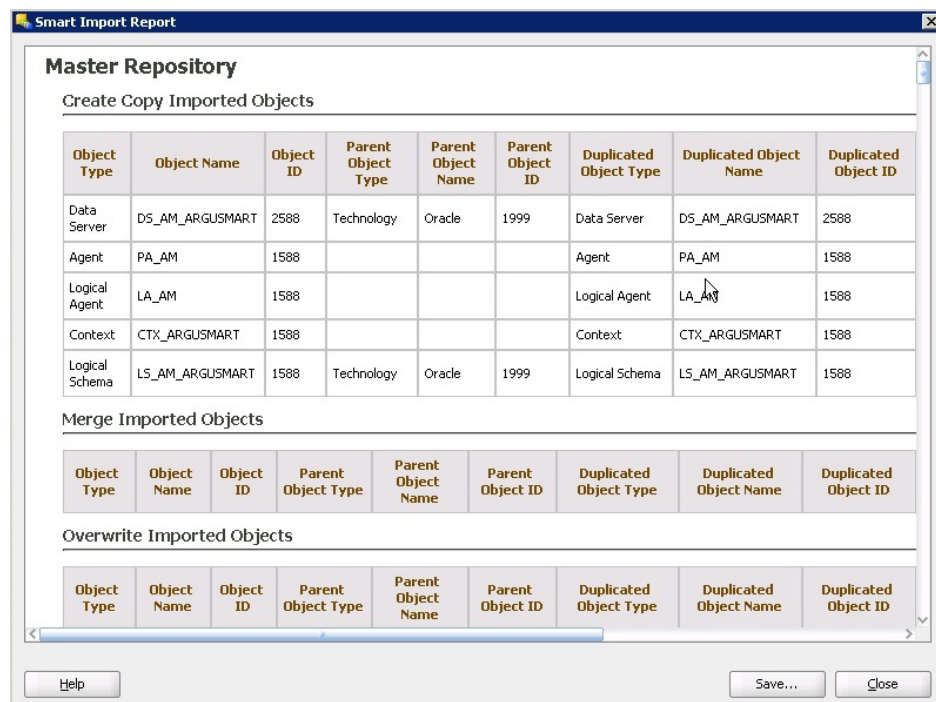 Smart Import Report
Master Repository
Create Copy Imported Objects
Object Type Object Name Object ID Parent Object Type Parent Object Name Parent Object ID Duplicated Object Type Duplicated Object Name Duplicated Object ID
Data Server DS_AM_ARGUSMART 2588 Technology Oracle 1999 Data Server DS_AM_ARGUSMART 2588
Agent PA_AM 1588 Agent PA_AM 1588
Logical Agent LA_AM 1588 Logical Agent LA_AM 1588
Context CTX_ARGUSMART 1588 Context CTX_ARGUSMART 1588
Logical Schema LS_AM_ARGUSMART 1588 Technology Oracle 1999 Logical Schema LS_AM_ARGUSMART 1588
Merge Imported Objects
Object Type Object Name Object ID Parent Object Type Parent Object Name Parent Object ID Duplicated Object Type Duplicated Object Name Duplicated Object ID
Overwrite Imported Objects
Object Type Object Name Object ID Parent Object Type Parent Object Name Parent Object ID Duplicated Object Type Duplicated Object Name Duplicated Object ID
Help Save... Close